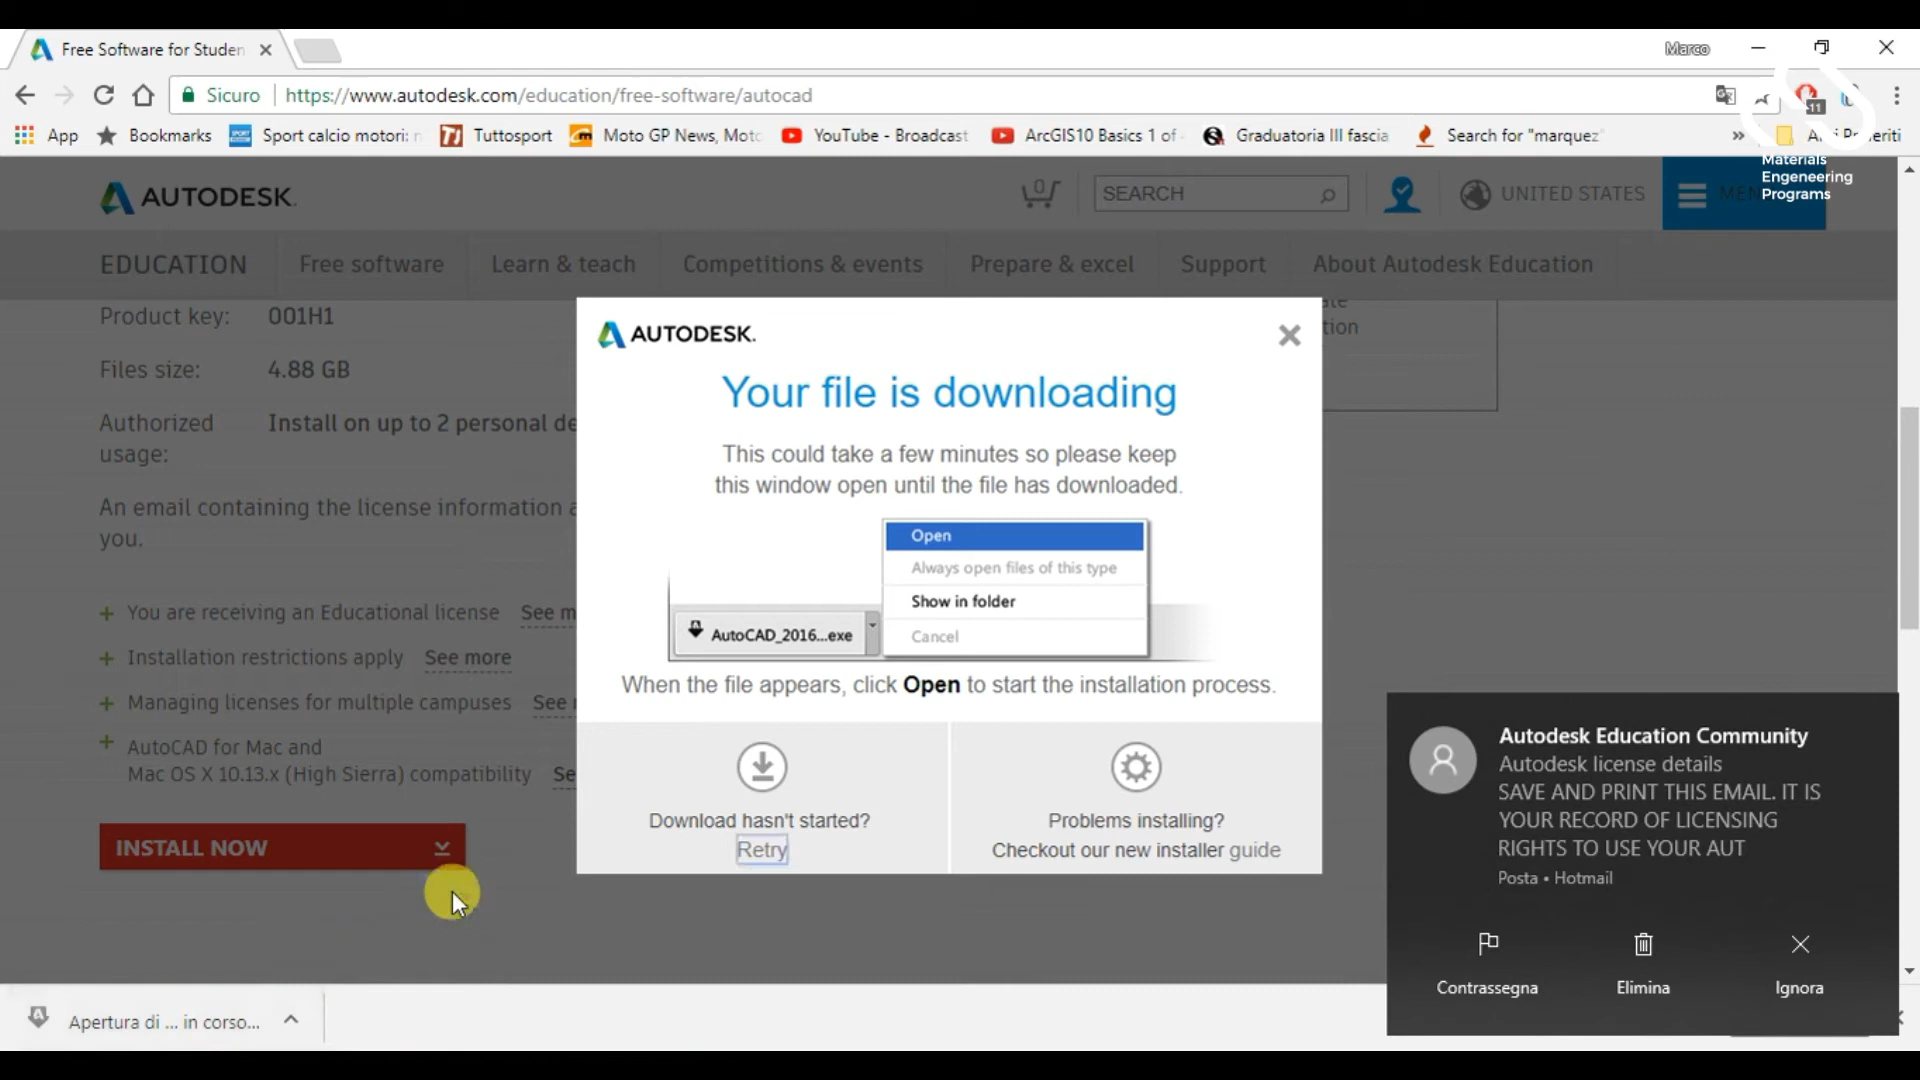 Free Software for Studen
Marco
Sicuro
https://www.autodesk.com/education/free-software/autocad
11
App
Bookmarks
Sport calcio motori:
Tuttosport
Moto GP News, Moto
YouTube - Broadcast
ArcGIS10 Basics 1 of
Graduatoria III fascia
Search for "marquez"
»
Materials
Engeneering
Programs
AUTODESK.
0
SEARCH
UNITED STATES
EDUCATION
Free software
Learn & teach
Competitions & events
Prepare & excel
Support
About Autodesk Education
Product key: 001H1
Files size: 4.88 GB
Authorized
usage:
Install on up to 2 personal de
An email containing the license information a
you.
+ You are receiving an Educational license See m
+ Installation restrictions apply See more
+ Managing licenses for multiple campuses See
+ AutoCAD for Mac and
Mac OS X 10.13.x (High Sierra) compatibility Se
INSTALL NOW
AUTODESK.
Your file is downloading
This could take a few minutes so please keep
this window open until the file has downloaded.
Open
Always open files of this type
Show in folder
Cancel
AutoCAD_2016...exe
When the file appears, click Open to start the installation process.
Download hasn't started?
Retry
Problems installing?
Checkout our new installer guide
Autodesk Education Community
Autodesk license details
SAVE AND PRINT THIS EMAIL. IT IS
YOUR RECORD OF LICENSING
RIGHTS TO USE YOUR AUT
Posta • Hotmail
Contrassegna
Elimina
Ignora
Apertura di ... in corso...